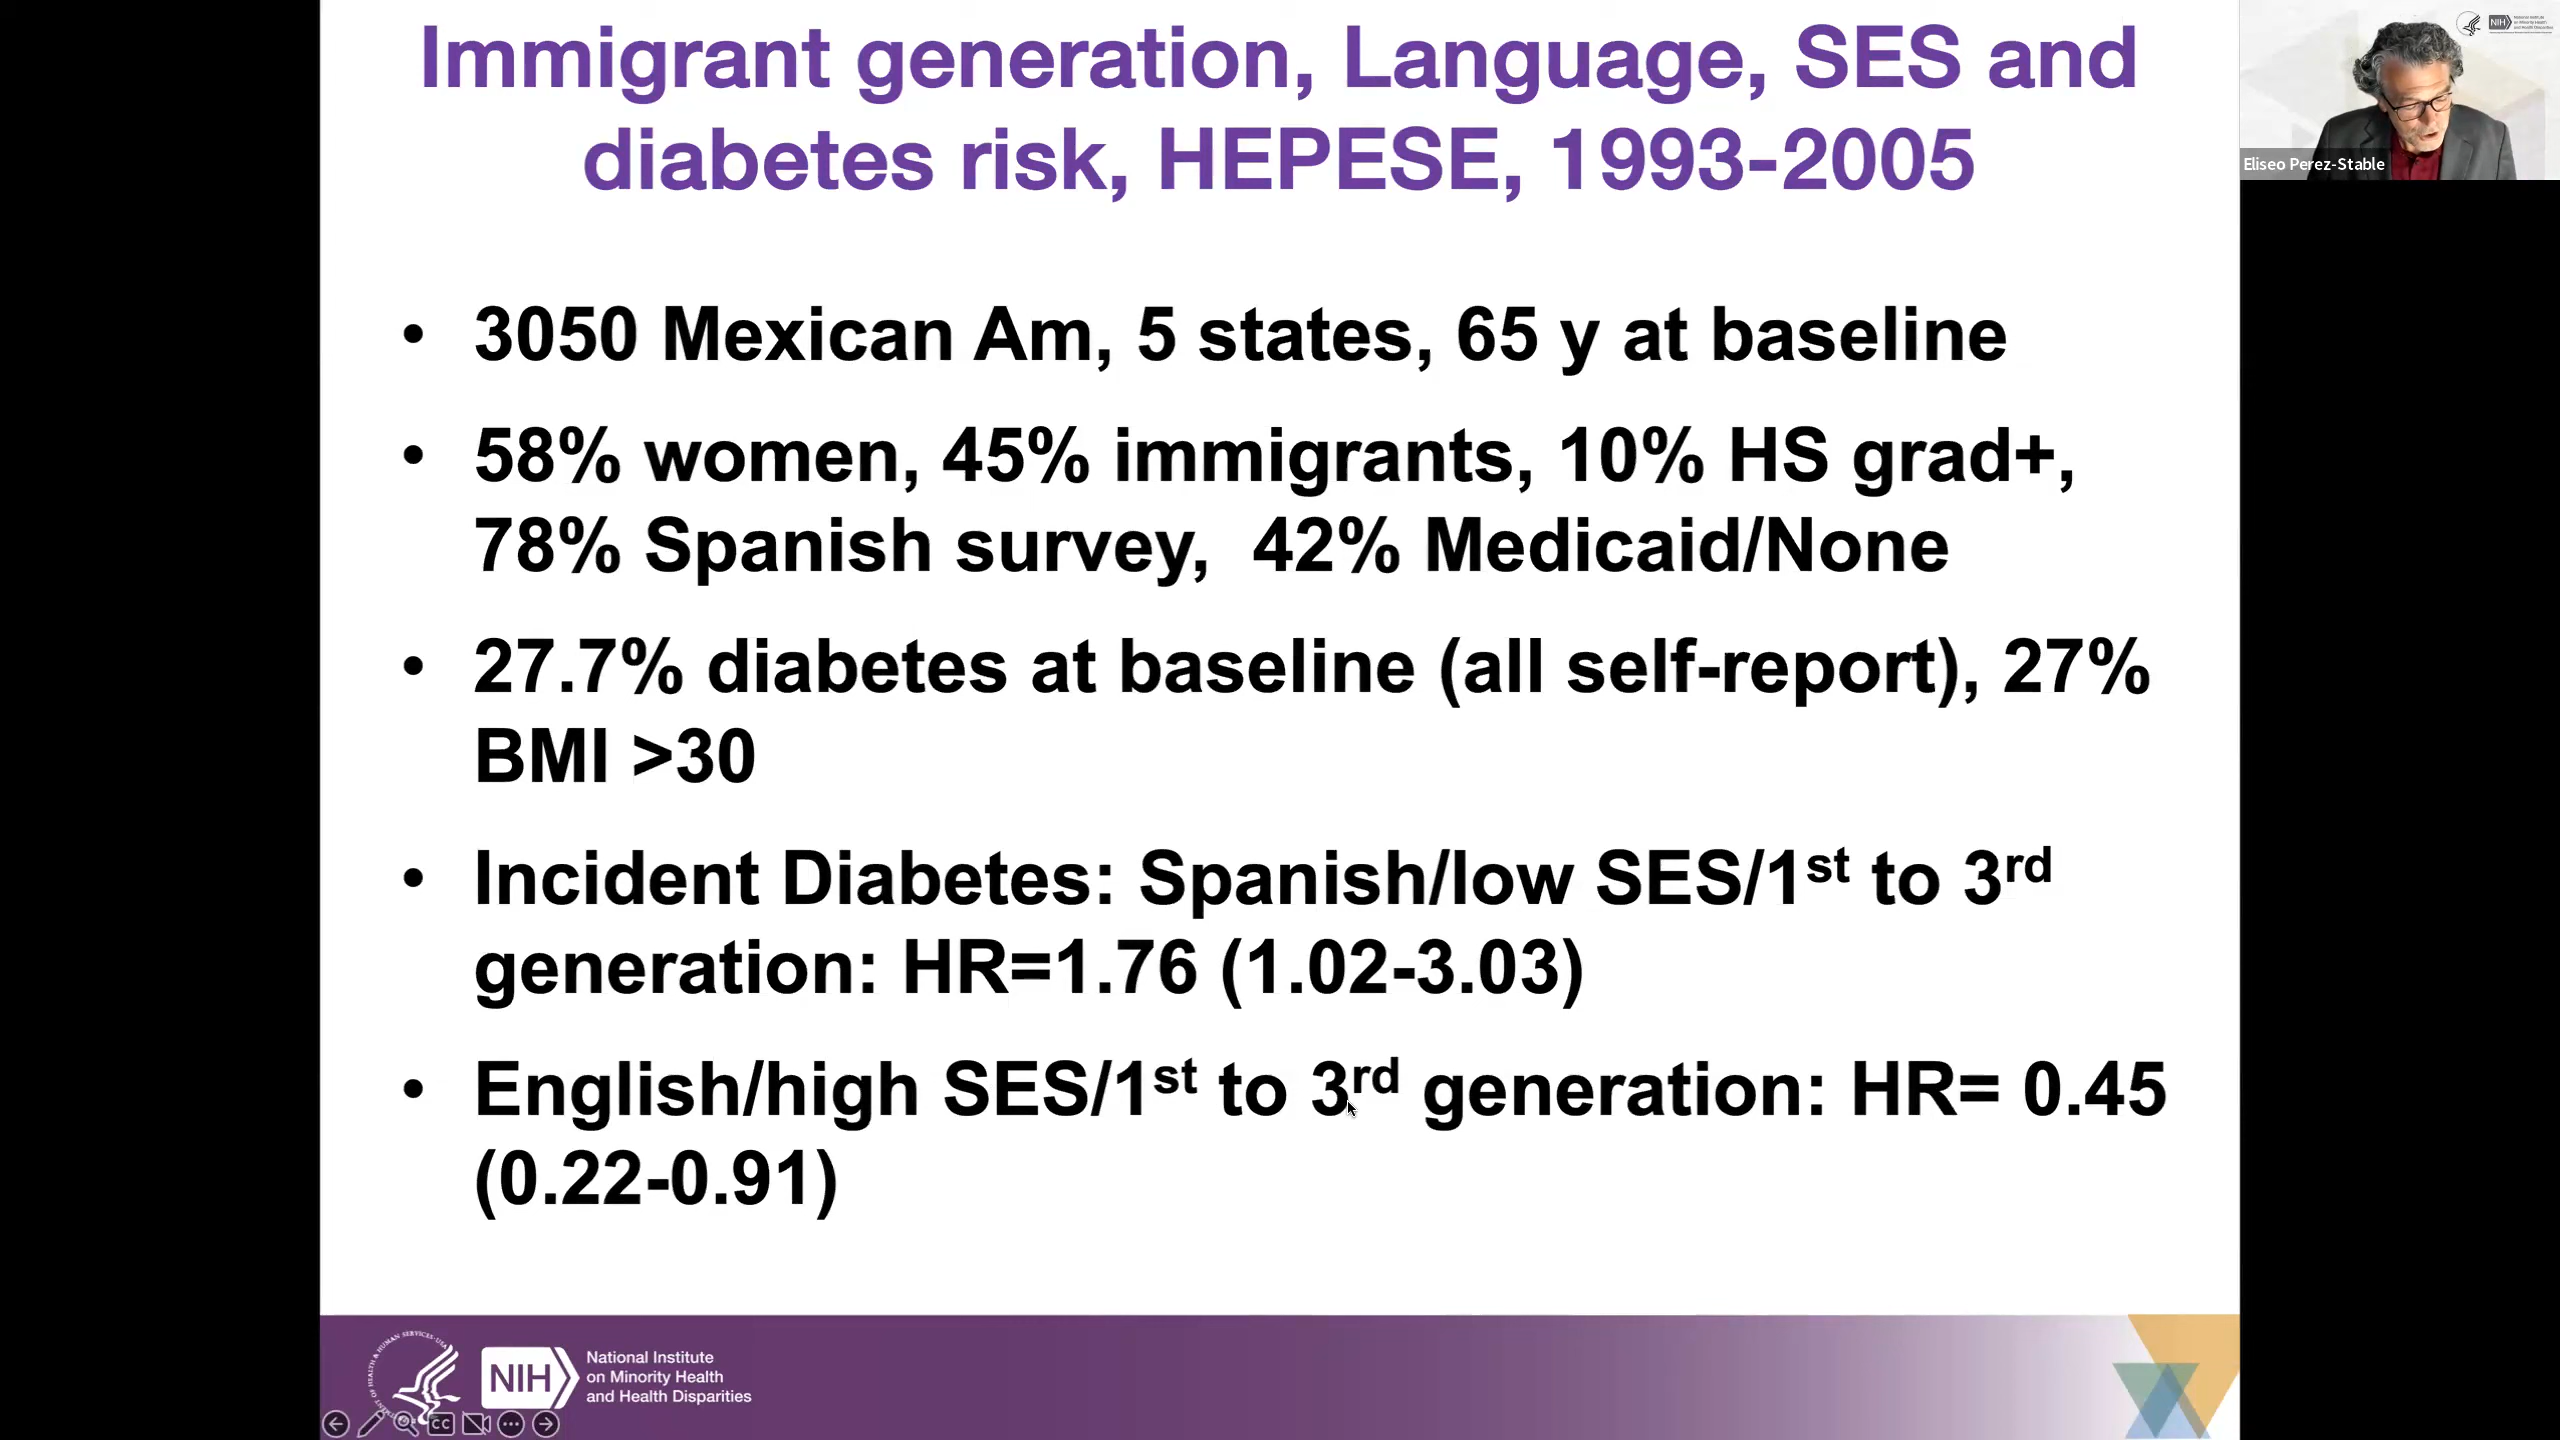 Immigrant generation, Language, SES and
diabetes risk, HEPESE, 1993-2005
Eliseo Perez-Stable
• 3050 Mexican Am, 5 states, 65 y at baseline
• 58% women, 45% immigrants, 10% HS grad+,
78% Spanish survey,  42% Medicaid/None
• 27.7% diabetes at baseline (all self-report), 27%
BMI >30
• Incident Diabetes: Spanish/low SES/1st to 3rd
generation: HR=1.76 (1.02-3.03)
• English/high SES/1st to 3rd generation: HR= 0.45
(0.22-0.91)
NIH
National Institute
on Minority Health
and Health Disparities
CC